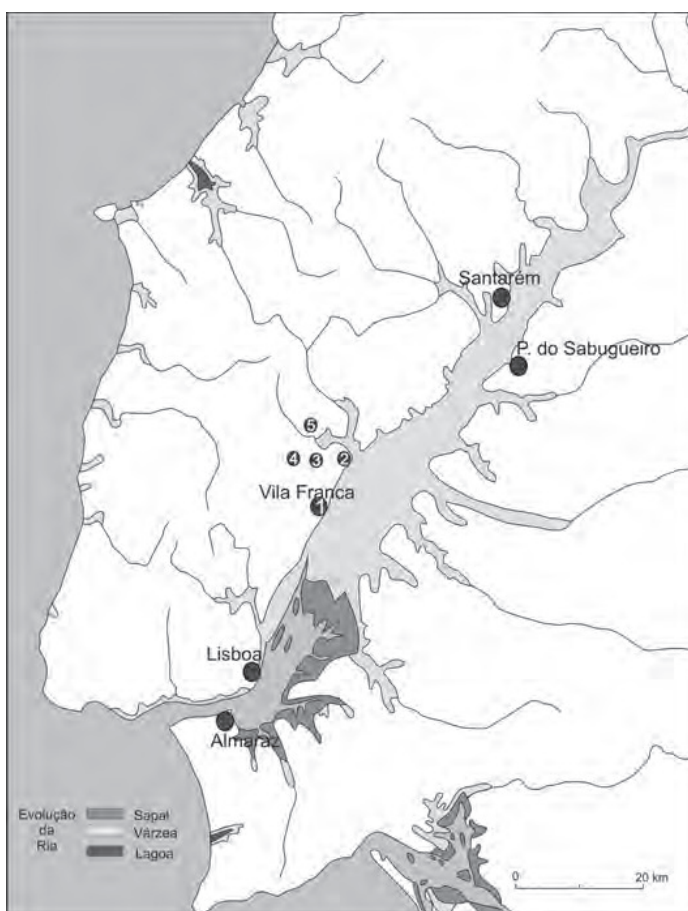 Santarém
P. do Sabugueiro
5
4 3 2
Vila Franca
1
Lisboa
Almaraz
Evolução da Ria
Sapal
Várzea
Lagoa
0 20 km